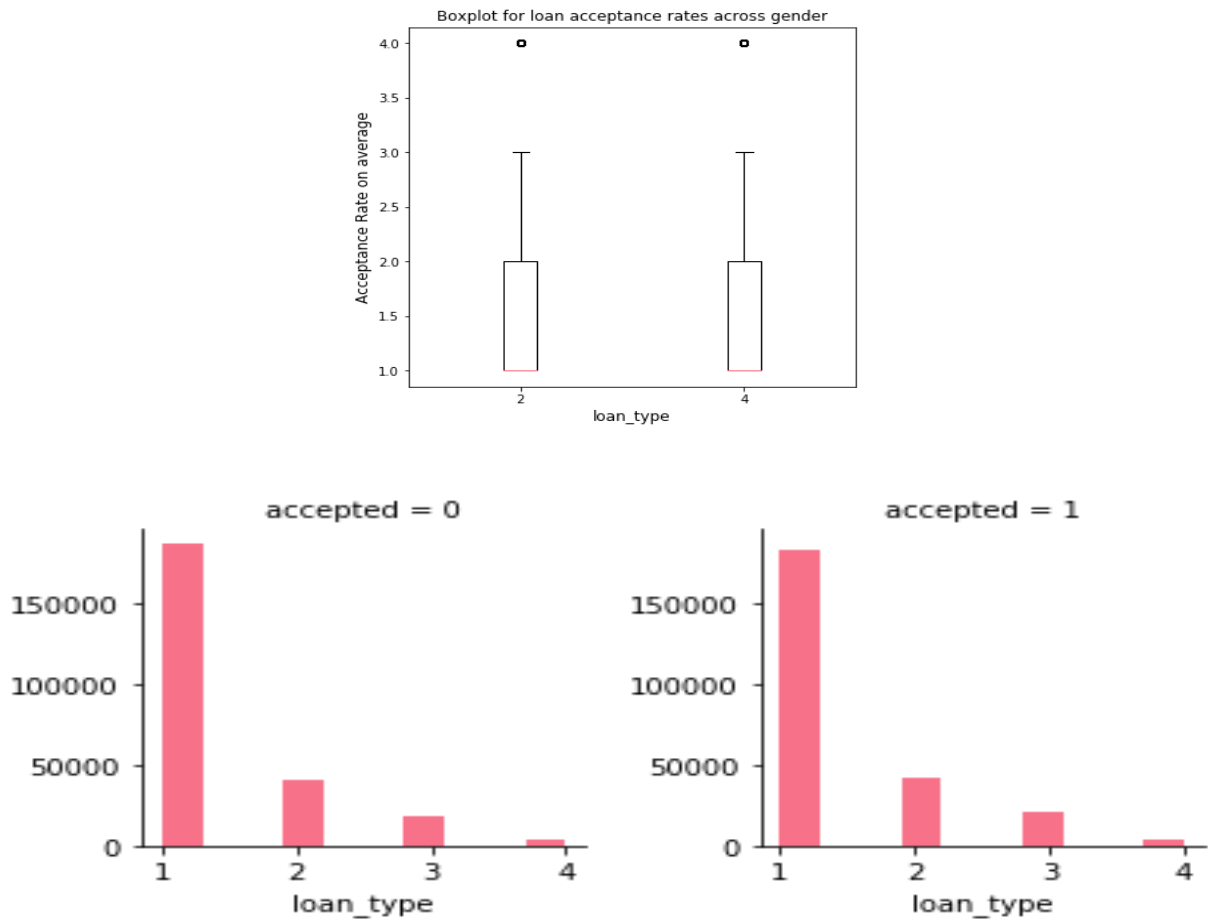 Boxplot for loan acceptance rates across gender
Acceptance Rate on average
4.0
3.5
3.0
2.5
2.0
1.5
1.0
2 4
loan_type
accepted = 0
150000
100000
50000
0
1 2 3 4
loan_type
accepted = 1
150000
100000
50000
0
1 2 3 4
loan_type